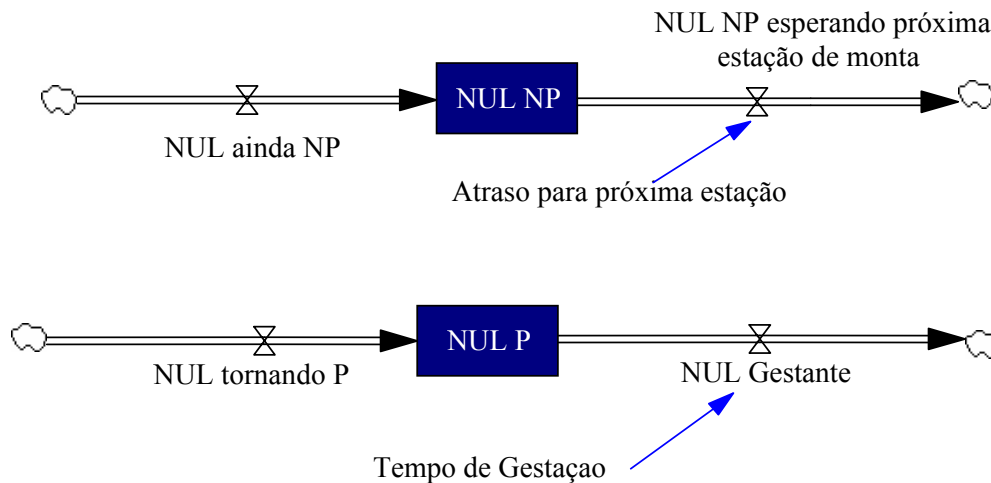 NUL NP esperando próxima
estação de monta
NUL NP
NUL ainda NP
Atraso para próxima estação
NUL P
NUL tornando P
NUL Gestante
Tempo de Gestaçao